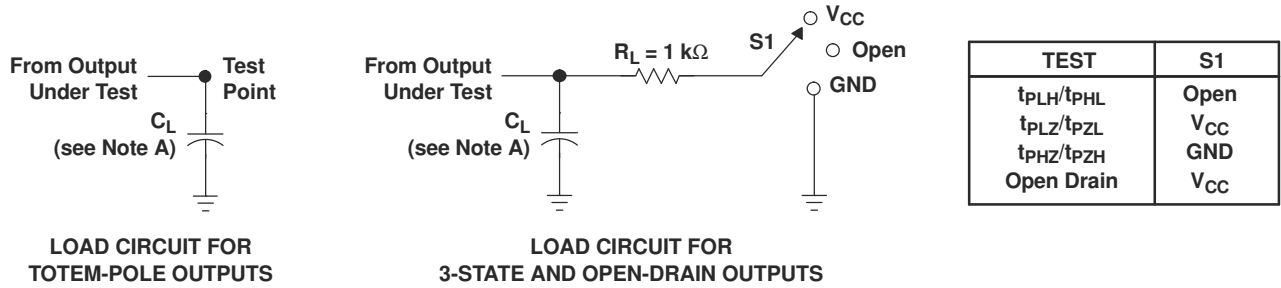 From Output
Under Test
Test
Point
C_L
(see Note A)
LOAD CIRCUIT FOR
TOTEM-POLE OUTPUTS
From Output
Under Test
R_L = 1 kΩ
S1
V_CC
Open
GND
C_L
(see Note A)
LOAD CIRCUIT FOR
3-STATE AND OPEN-DRAIN OUTPUTS
TEST S1
t_PLH/t_PHL Open
t_PLZ/t_PZL V_CC
t_PHZ/t_PZH GND
Open Drain V_CC